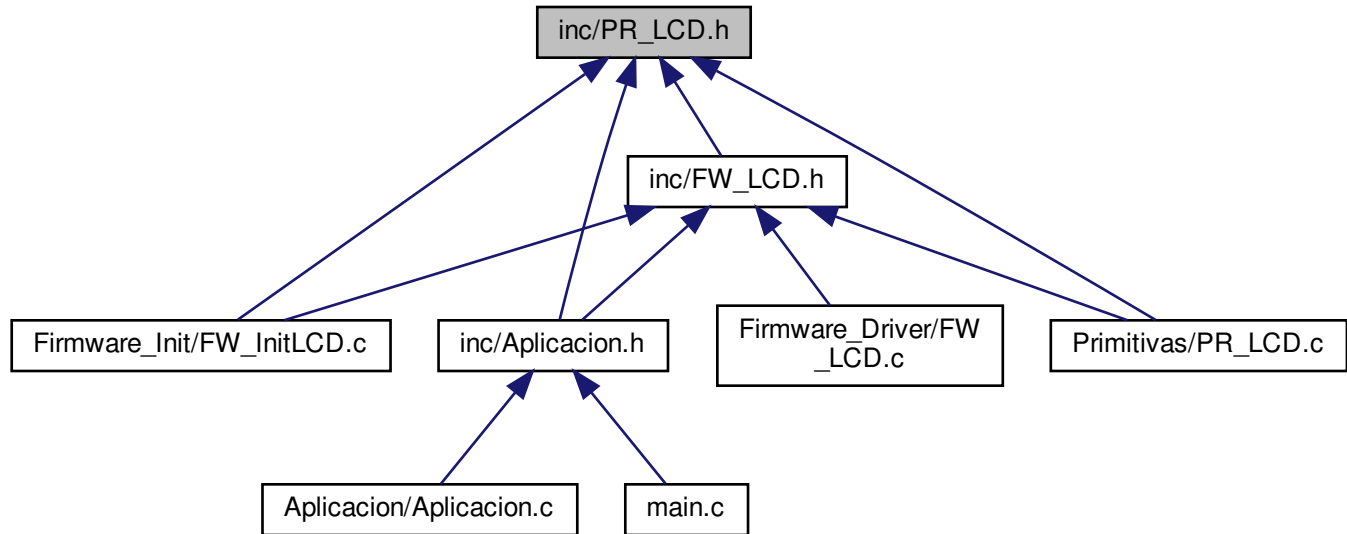 inc/PR_LCD.h
inc/FW_LCD.h
Firmware_Init/FW_InitLCD.c
inc/Aplicacion.h
Firmware_Driver/FW
_LCD.c
Primitivas/PR_LCD.c
Aplicacion/Aplicacion.c
main.c